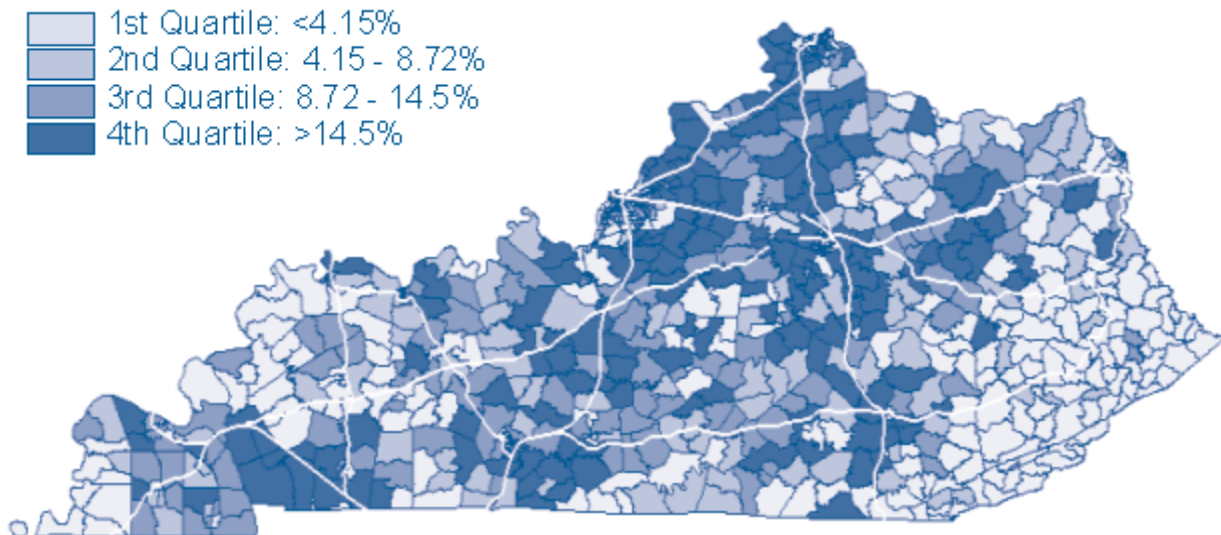 1st Quartile: <4.15%
2nd Quartile: 4.15 - 8.72%
3rd Quartile: 8.72 - 14.5%
4th Quartile: >14.5%